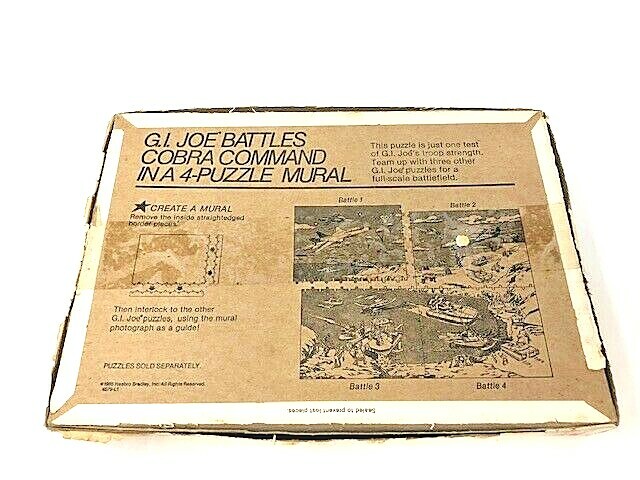 G.I. JOE® BATTLES
COBRA COMMAND
IN A 4-PUZZLE MURAL
This puzzle is just one test
of G.I. Joe's troop strength.
Team up with three other
G.I. Joe® puzzles for a
full-scale battlefield.
★CREATE A MURAL
Remove the inside straightedged
border pieces.
Then interlock to the other
G.I. Joe® puzzles, using the mural
photograph as a guide!
PUZZLES SOLD SEPARATELY.
©1985 Hasbro Bradley, Inc. All Rights Reserved.
Battle 1
Battle 2
Battle 3
Battle 4
Sealed to prevent lost pieces